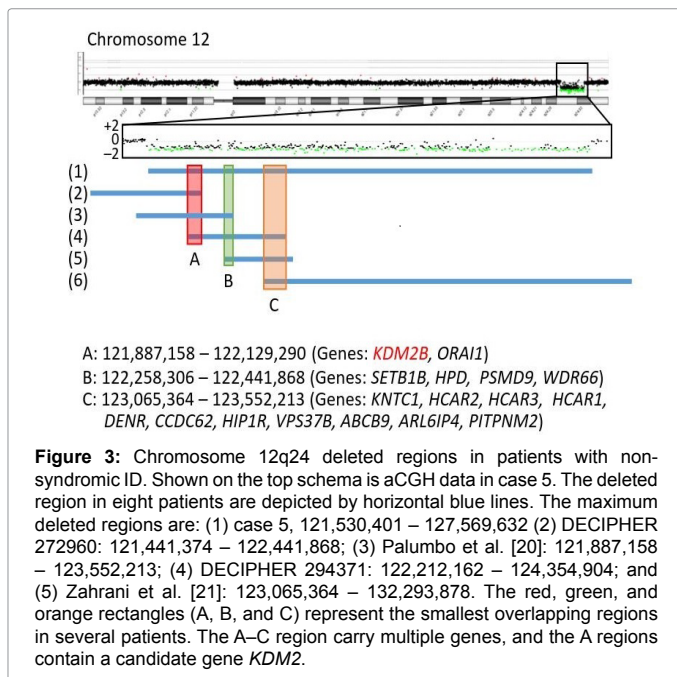 Chromosome 12
+2
0
−2
(1)
(2)
(3)
(4)
(5)
(6)
A
B
C
A: 121,887,158 – 122,129,290 (Genes: KDM2B, ORAI1)
B: 122,258,306 – 122,441,868 (Genes: SETB1B, HPD, PSMD9, WDR66)
C: 123,065,364 – 123,552,213 (Genes: KNTC1, HCAR2, HCAR3, HCAR1,
DENR, CCDC62, HIP1R, VPS37B, ABCB9, ARL6IP4, PITPNM2)
Figure 3: Chromosome 12q24 deleted regions in patients with non-
syndromic ID. Shown on the top schema is aCGH data in case 5. The deleted
region in eight patients are depicted by horizontal blue lines. The maximum
deleted regions are: (1) case 5, 121,530,401 – 127,569,632 (2) DECIPHER
272960: 121,441,374 – 122,441,868; (3) Palumbo et al. [20]: 121,887,158
– 123,552,213; (4) DECIPHER 294371: 122,212,162 – 124,354,904; and
(5) Zahrani et al. [21]: 123,065,364 – 132,293,878. The red, green, and
orange rectangles (A, B, and C) represent the smallest overlapping regions
in several patients. The A–C region carry multiple genes, and the A regions
contain a candidate gene KDM2.